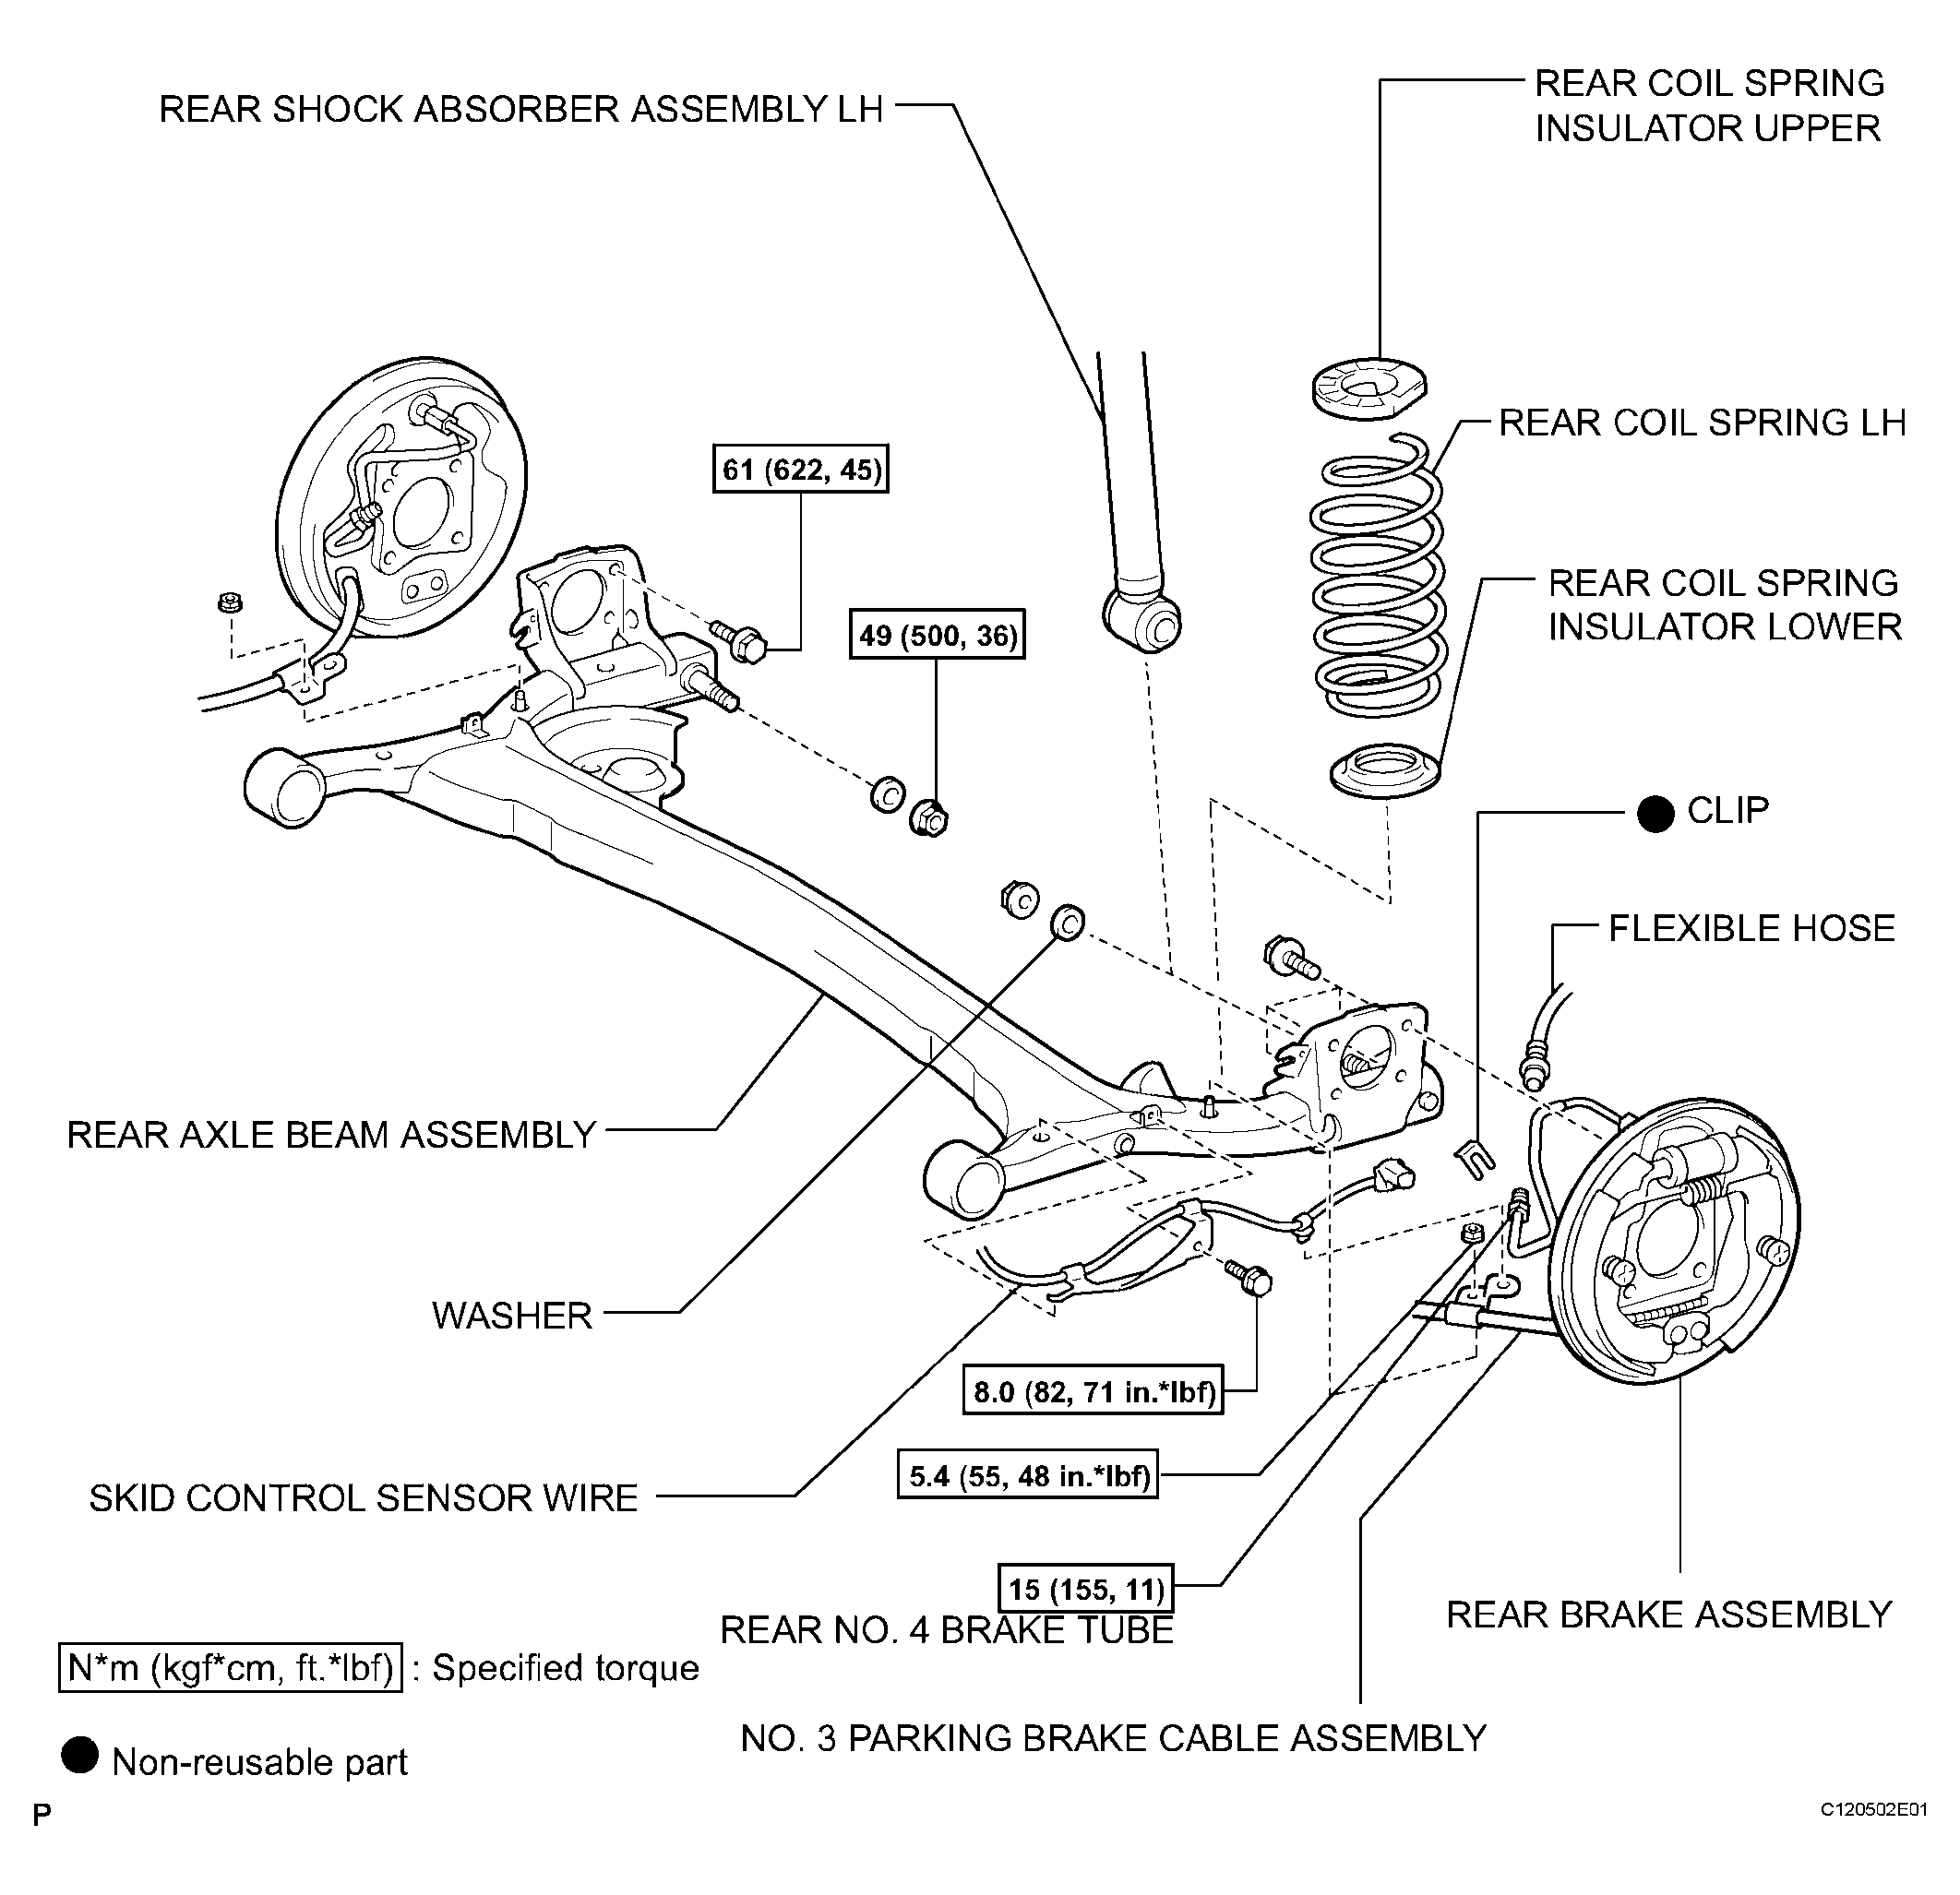 REAR SHOCK ABSORBER ASSEMBLY LH
REAR COIL SPRING
INSULATOR UPPER
REAR COIL SPRING LH
61 (622, 45)
49 (500, 36)
REAR COIL SPRING
INSULATOR LOWER
CLIP
FLEXIBLE HOSE
REAR AXLE BEAM ASSEMBLY
WASHER
8.0 (82, 71 in.*lbf)
5.4 (55, 48 in.*lbf)
SKID CONTROL SENSOR WIRE
15 (155, 11)
REAR NO. 4 BRAKE TUBE
REAR BRAKE ASSEMBLY
N*m (kgf*cm, ft.*lbf) : Specified torque
NO. 3 PARKING BRAKE CABLE ASSEMBLY
Non-reusable part
P
C120502E01